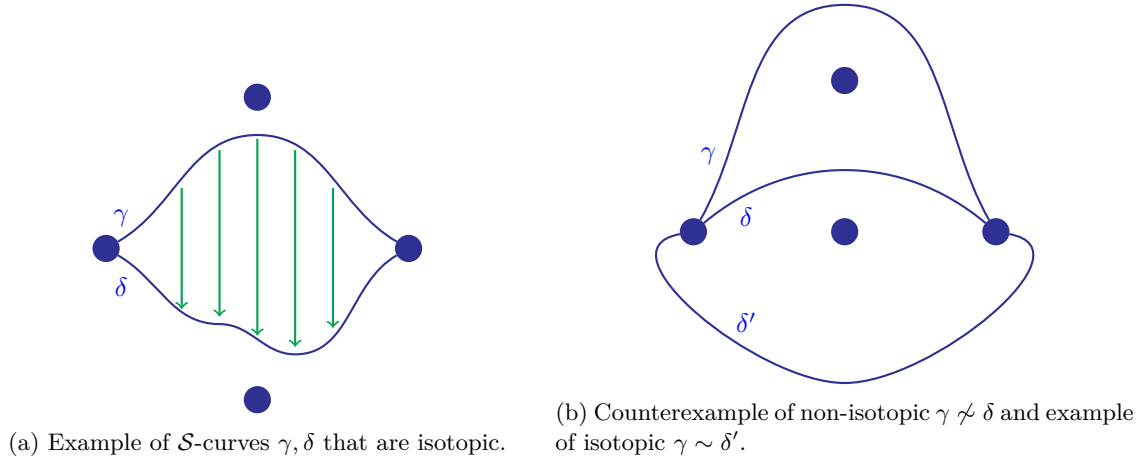 γ
δ
(a) Example of 𝒮-curves γ, δ that are isotopic.
γ
δ
δ′
(b) Counterexample of non-isotopic γ ≁ δ and example
of isotopic γ ∼ δ′.